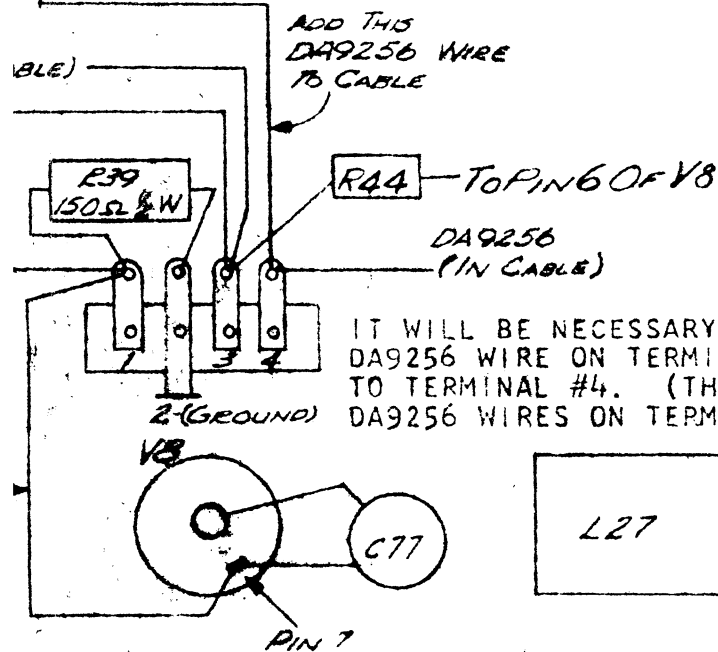 ADD THIS
DA9256 WIRE
TO CABLE
ABLE)
R39
150Ω ½W
R44
TO PIN 6 OF V8
DA9256
(IN CABLE)
1
3
4
2-(GROUND)
IT WILL BE NECESSARY
DA9256 WIRE ON TERMI
TO TERMINAL #4. (TH
DA9256 WIRES ON TERM
V8
C77
L27
PIN 7